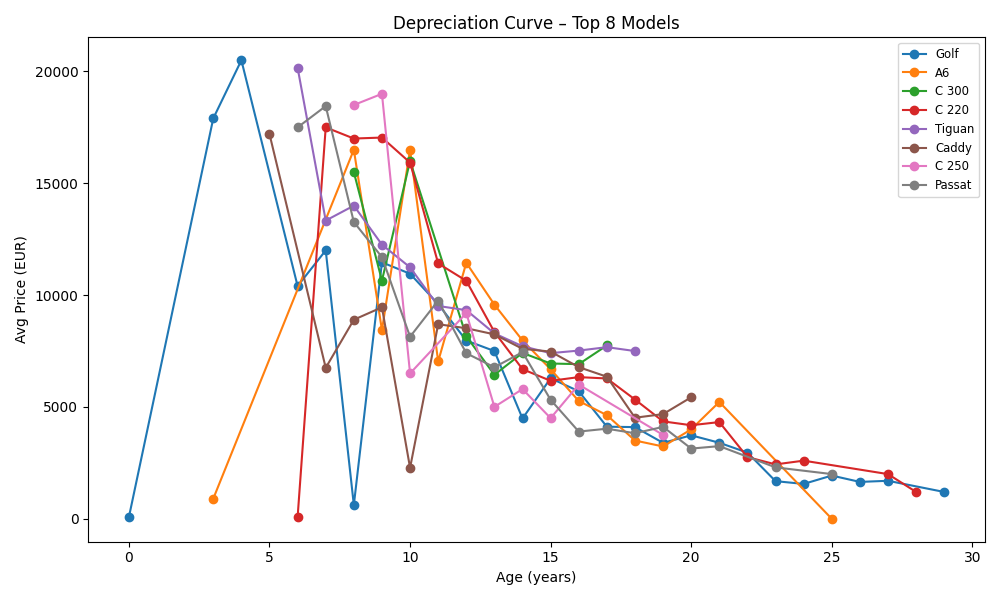 Depreciation Curve – Top 8 Models
Avg Price (EUR)
20000
15000
10000
5000
0
0 5 10 15 20 25 30
Age (years)
Golf
A6
C 300
C 220
Tiguan
Caddy
C 250
Passat